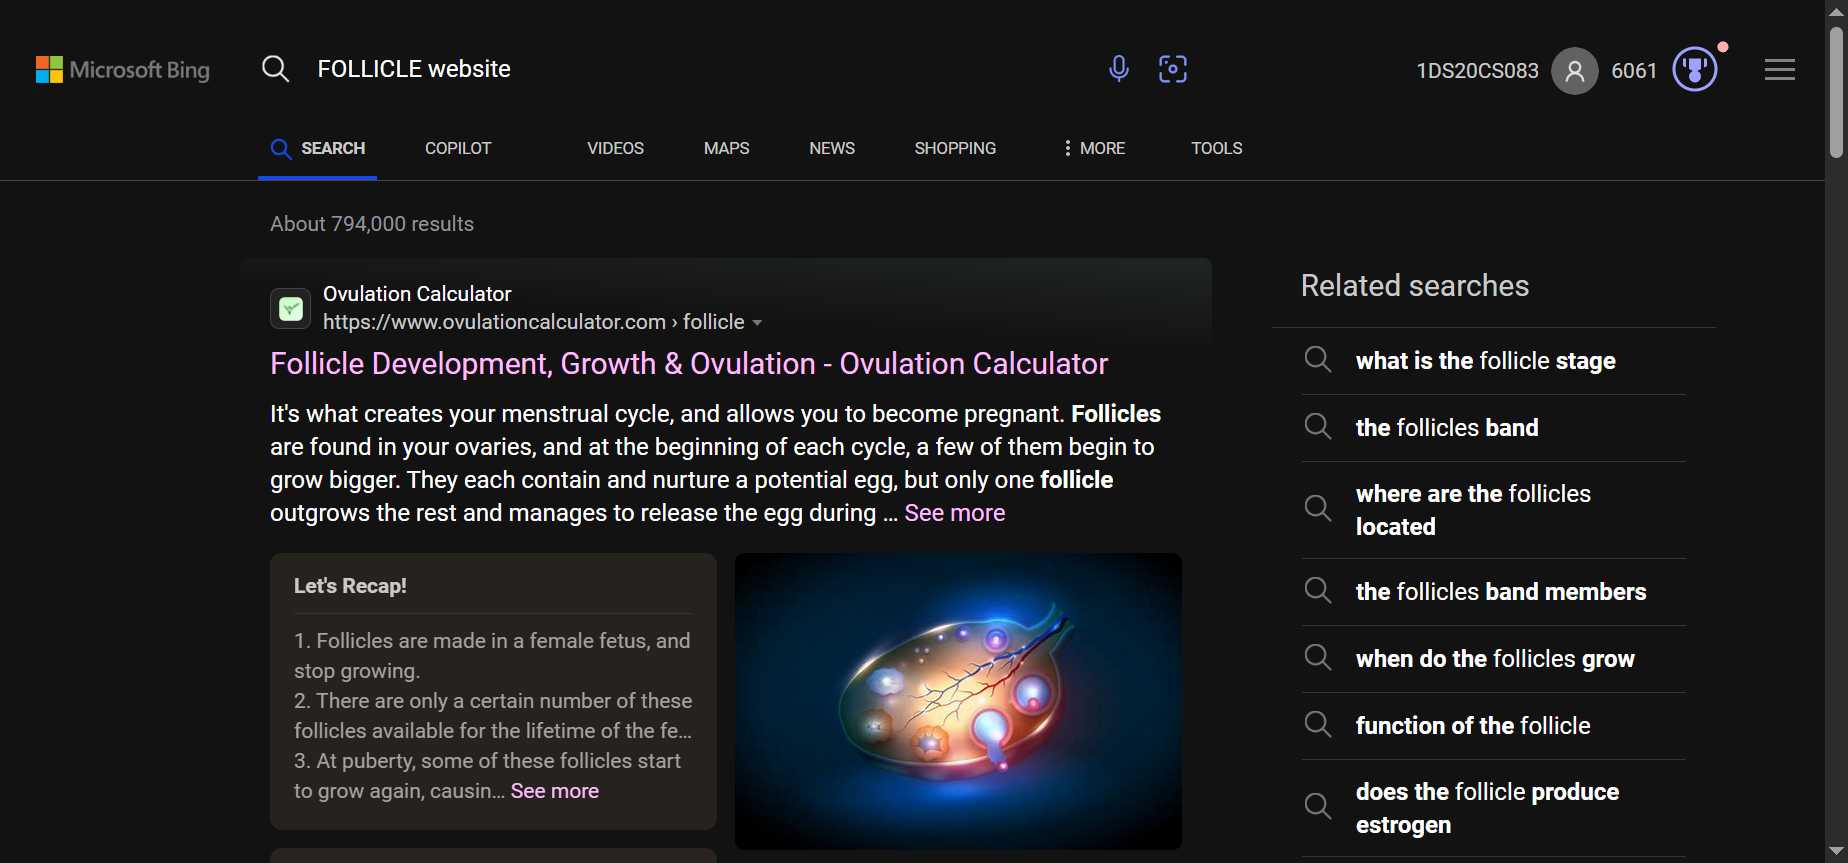 Microsoft Bing
FOLLICLE website
1DS20CS083
6061
SEARCH
COPILOT
VIDEOS
MAPS
NEWS
SHOPPING
MORE
TOOLS
About 794,000 results
Ovulation Calculator
https://www.ovulationcalculator.com › follicle
Follicle Development, Growth & Ovulation - Ovulation Calculator
It's what creates your menstrual cycle, and allows you to become pregnant. Follicles
are found in your ovaries, and at the beginning of each cycle, a few of them begin to
grow bigger. They each contain and nurture a potential egg, but only one follicle
outgrows the rest and manages to release the egg during ... See more
Let's Recap!
1. Follicles are made in a female fetus, and
stop growing.
2. There are only a certain number of these
follicles available for the lifetime of the fe...
3. At puberty, some of these follicles start
to grow again, causin... See more
Related searches
what is the follicle stage
the follicles band
where are the follicles
located
the follicles band members
when do the follicles grow
function of the follicle
does the follicle produce
estrogen